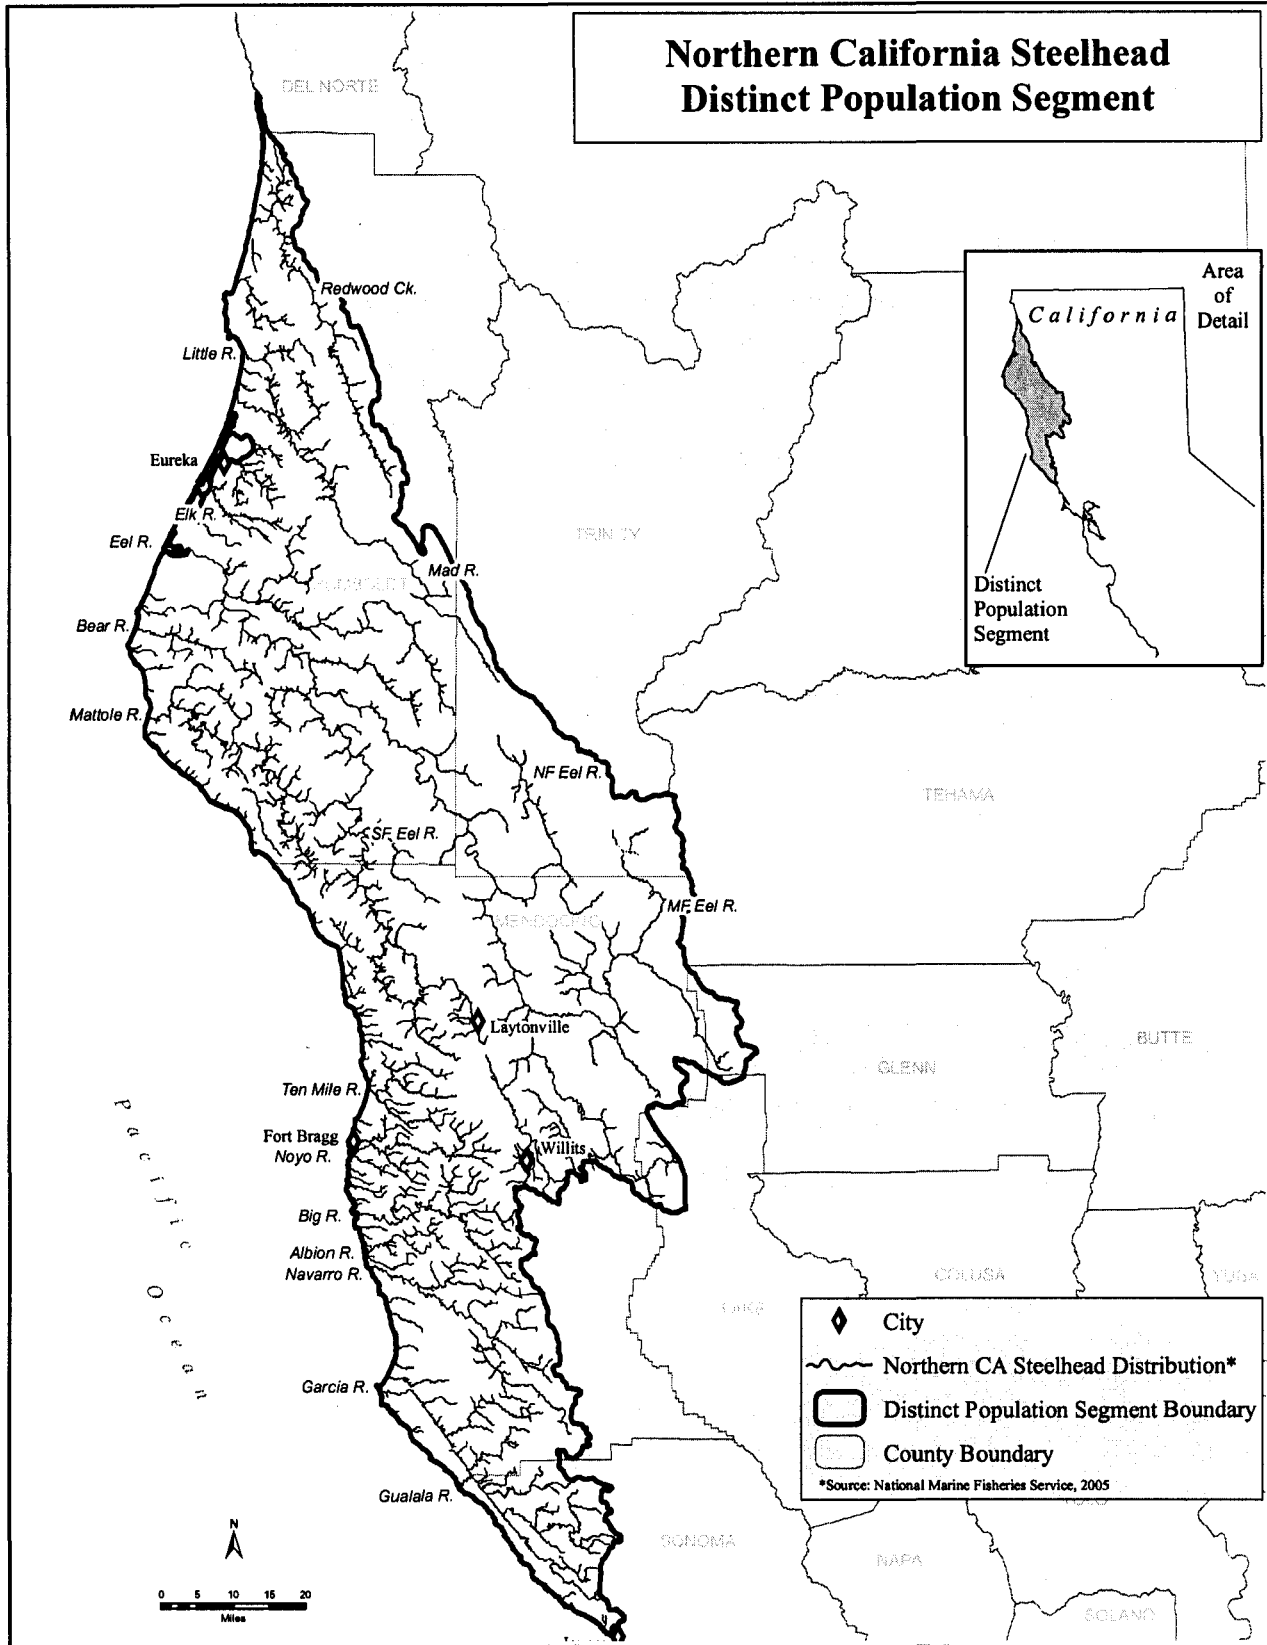 Northern California Steelhead
Distinct Population Segment
DEL NORTE
Redwood Ck.
Area
of
Detail
California
Little R.
Eureka
Elk R.
Eel R.
TRINITY
HUMBOLDT
Mad R.
Distinct
Population
Segment
Bear R.
Mattole R.
NF Eel R.
TEHAMA
SF Eel R.
MF Eel R.
MENDOCINO
Laytonville
BUTTE
GLENN
Ten Mile R.
Pacific Ocean
Fort Bragg
Noyo R.
Willits
Big R.
Albion R.
Navarro R.
COLUSA
YUBA
LAKE
City
Northern CA Steelhead Distribution*
Garcia R.
Distinct Population Segment Boundary
County Boundary
*Source: National Marine Fisheries Service, 2005
Gualala R.
YOLO
N
SONOMA
NAPA
0 5 10 15 20
Miles
SOLANO